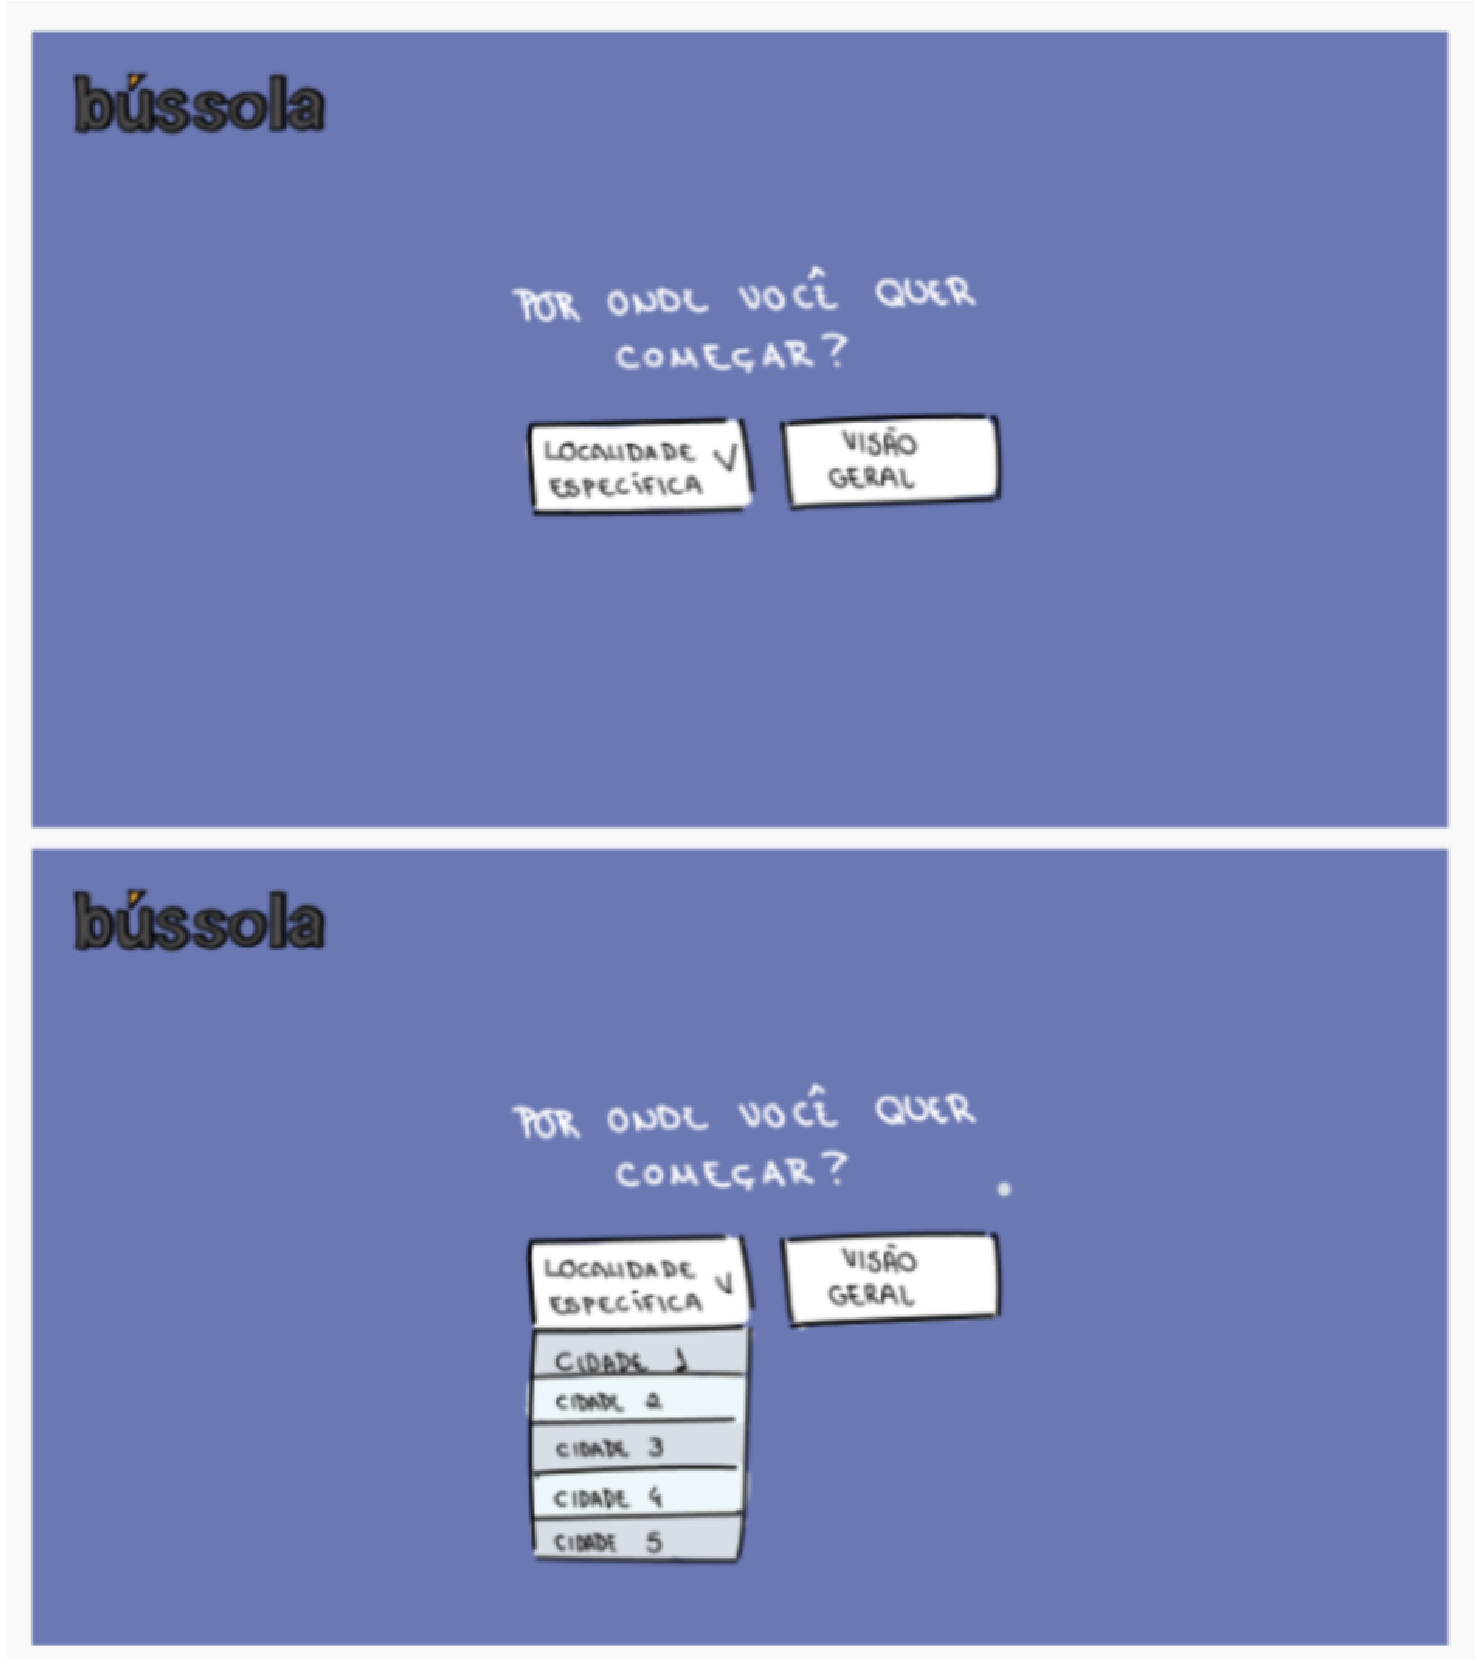 bússola
POR ONDE VOCÊ QUER
COMEÇAR?
LOCALIDADE V
ESPECÍFICA
VISÃO
GERAL
bússola
POR ONDE VOCÊ QUER
COMEÇAR?
LOCALIDADE V
ESPECÍFICA
VISÃO
GERAL
CIDADE 1
CIDADE 2
CIDADE 3
CIDADE 4
CIDADE 5